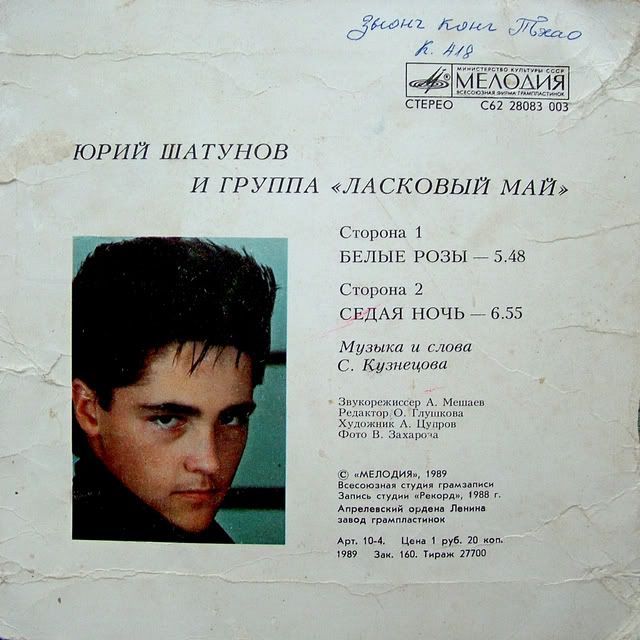 Зыонг Конг Тхао
К. А18
МИНИСТЕРСТВО КУЛЬТУРЫ СССР
МЕЛОДИЯ
ВСЕСОЮЗНАЯ ФИРМА ГРАМПЛАСТИНОК
СТЕРЕО С62 28083 003
ЮРИЙ ШАТУНОВ
И ГРУППА «ЛАСКОВЫЙ МАЙ»
Сторона 1
БЕЛЫЕ РОЗЫ — 5.48
Сторона 2
СЕДАЯ НОЧЬ — 6.55
Музыка и слова
С. Кузнецова
Звукорежиссер А. Мешаев
Редактор О. Глушкова
Художник А. Цупров
Фото В. Захарова
© «МЕЛОДИЯ», 1989
Всесоюзная студия грамзаписи
Запись студии «Рекорд», 1988 г.
Апрелевский ордена Ленина
завод грампластинок
Арт. 10-4. Цена 1 руб. 20 коп.
1989 Зак. 160. Тираж 27700